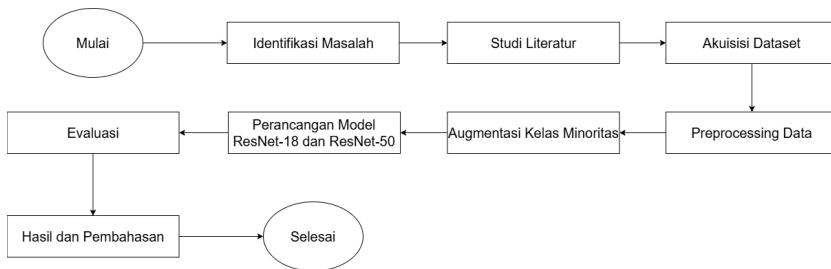 Mulai
Identifikasi Masalah
Studi Literatur
Akuisisi Dataset
Preprocessing Data
Augmentasi Kelas Minoritas
Perancangan Model
ResNet-18 dan ResNet-50
Evaluasi
Hasil dan Pembahasan
Selesai